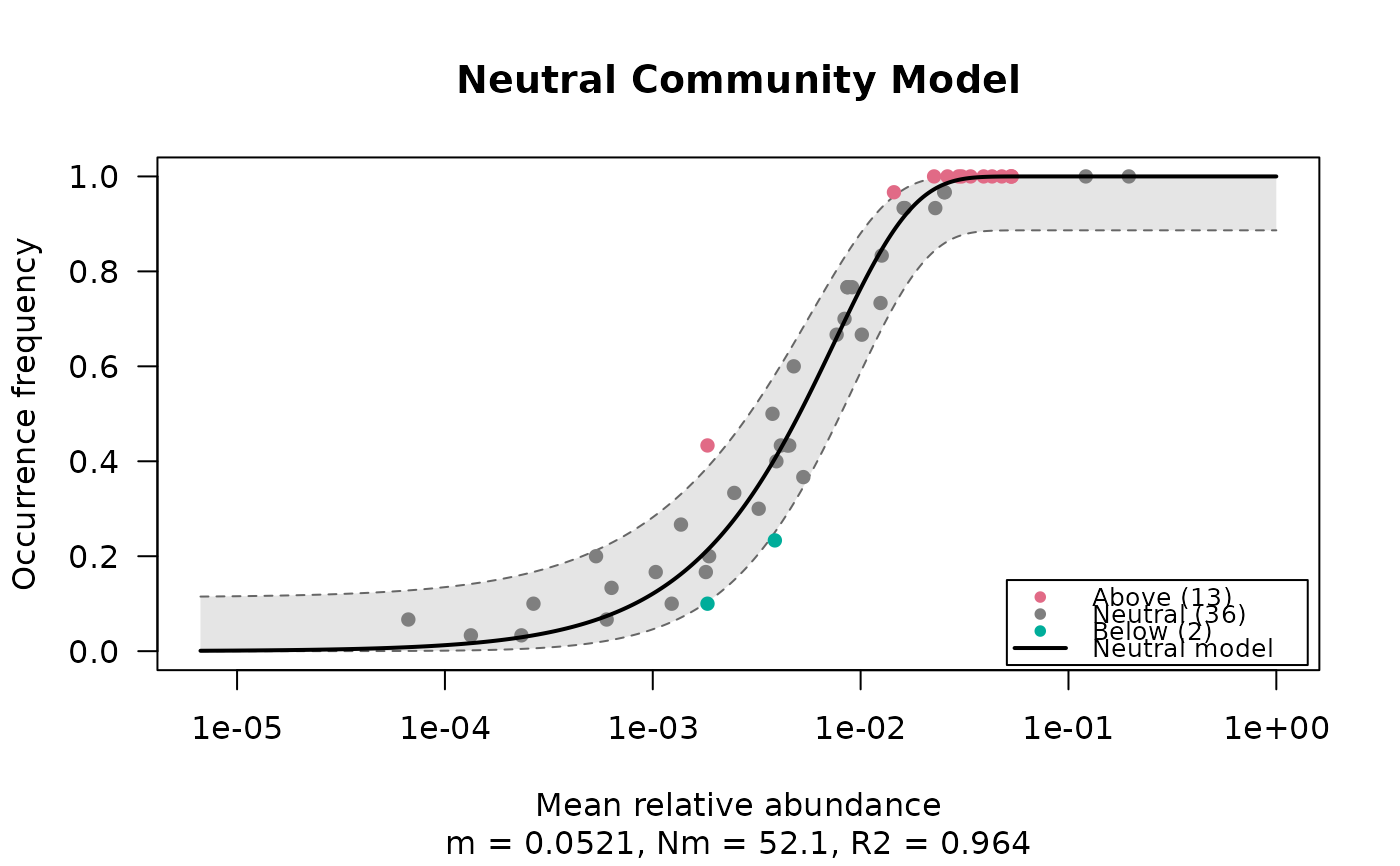 Neutral Community Model
Occurrence frequency
1.0
0.8
0.6
0.4
0.2
0.0
Above (13)
Neutral (36)
Below (2)
Neutral model
1e-05 1e-04 1e-03 1e-02 1e-01 1e+00
Mean relative abundance
m = 0.0521, Nm = 52.1, R2 = 0.964